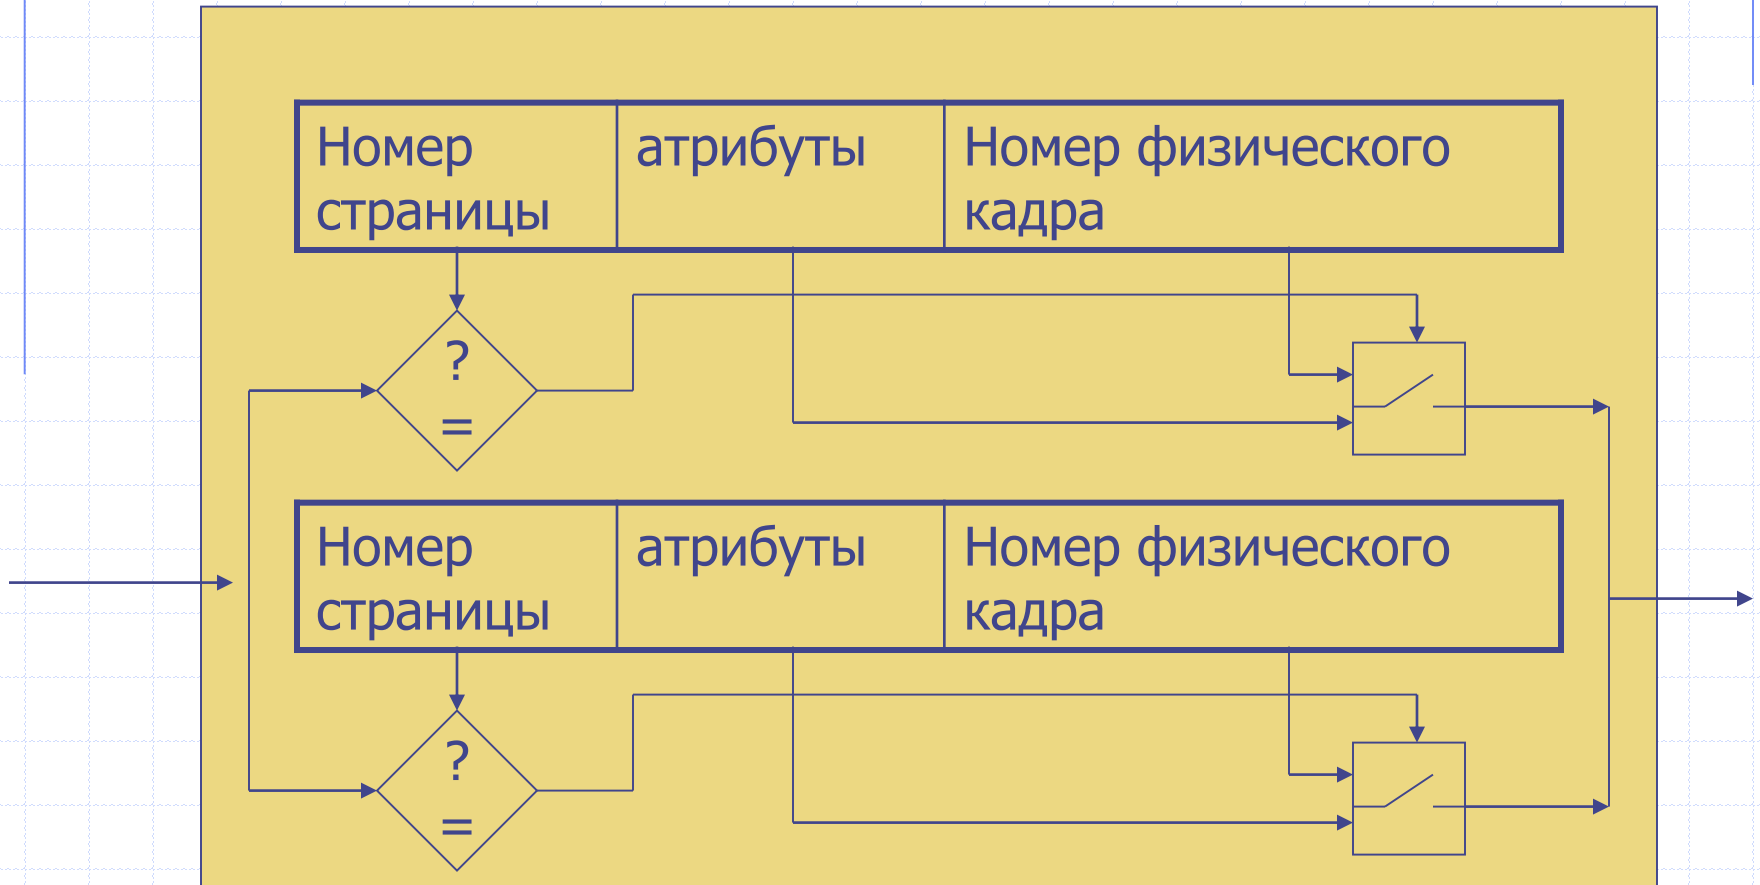 Номер
страницы
атрибуты
Номер физического
кадра
?
=
Номер
страницы
атрибуты
Номер физического
кадра
?
=